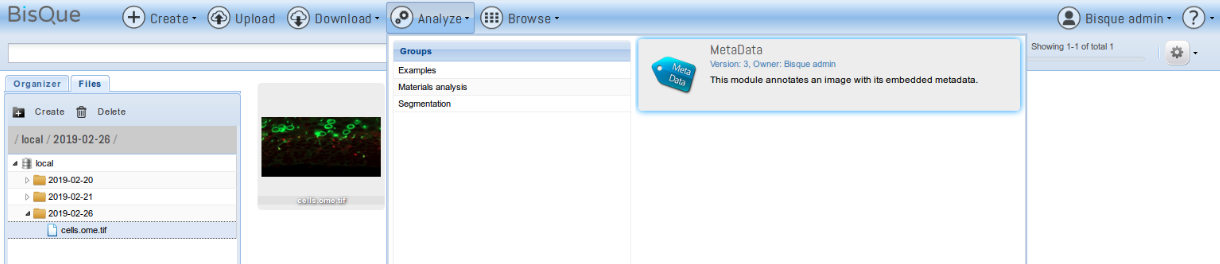 BisQue Create Upload Download Analyze Browse Bisque admin ?
Showing 1-1 of total 1
Groups
Examples
Materials analysis
Segmentation
MetaData
Version: 3, Owner: Bisque admin
This module annotates an image with its embedded metadata.
Meta
Data
Organizer Files
Create Delete
/ local / 2019-02-26 /
local
2019-02-20
2019-02-21
2019-02-26
cells.ome.tif
cells.ome.tif